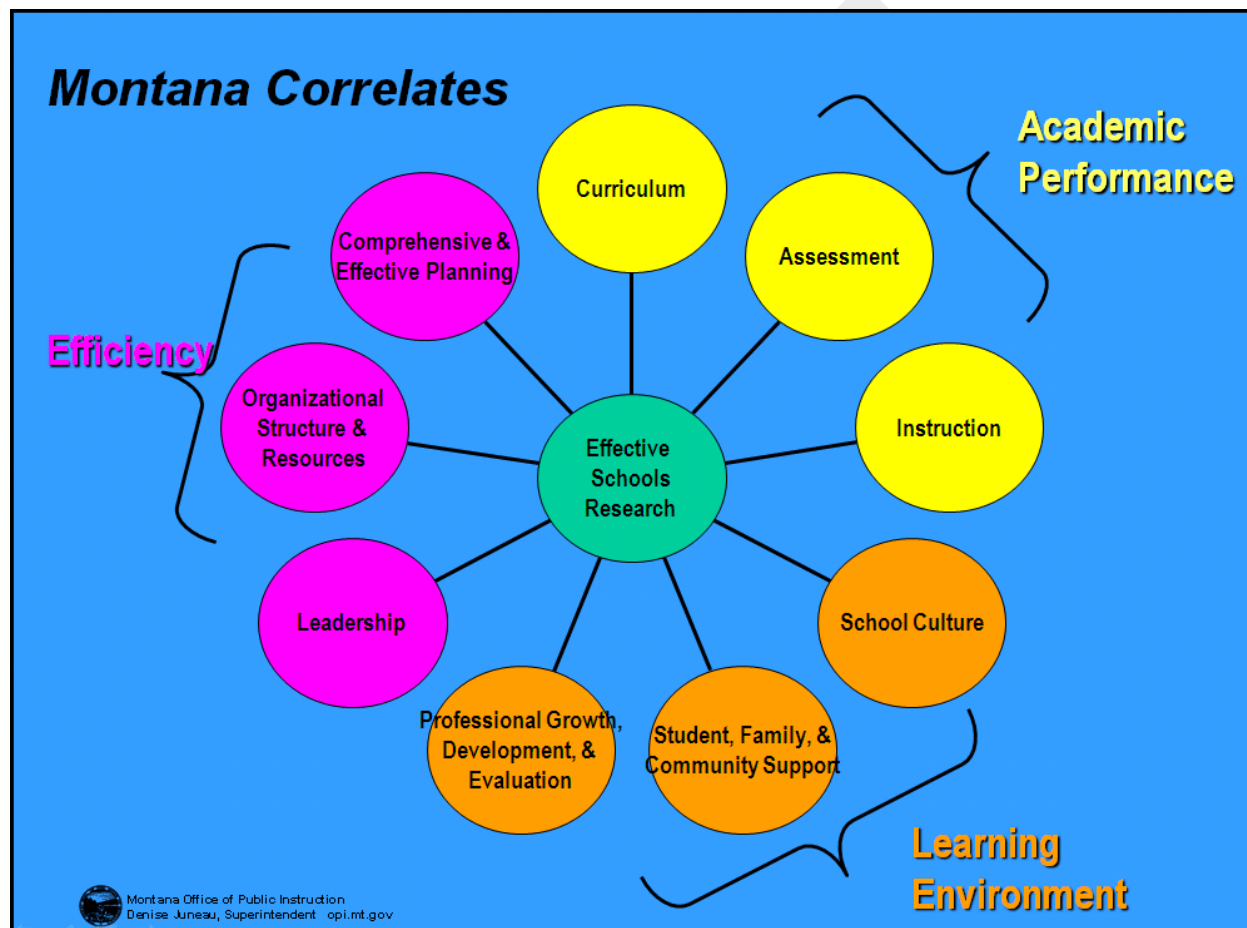 Montana Correlates
Academic
Performance
Curriculum
Comprehensive &
Effective Planning
Assessment
Efficiency
Organizational
Structure &
Resources
Instruction
Effective
Schools
Research
Leadership
School Culture
Professional Growth,
Development, &
Evaluation
Student, Family, &
Community Support
Learning
Environment
Montana Office of Public Instruction
Denise Juneau, Superintendent opi.mt.gov